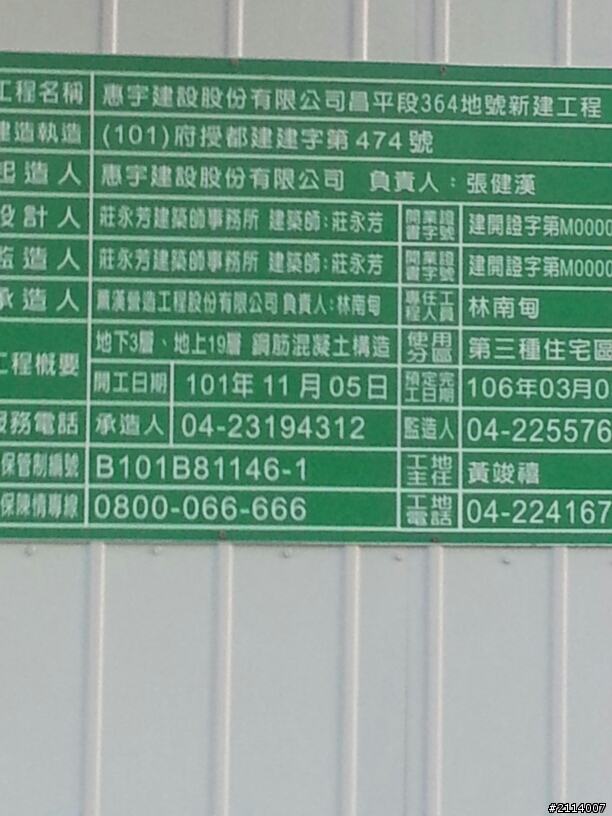 工程名稱 惠宇建設股份有限公司昌平段364地號新建工程
建造執造 (101)府授都建建字第474號
起造人 惠宇建設股份有限公司 負責人：張健漢
設計人 莊永芳建築師事務所 建築師:莊永芳 開業證書字號 建開證字第M0000
監造人 莊永芳建築師事務所 建築師:莊永芳 開業證書字號 建開證字第M0000
承造人 漢營造工程股份有限公司 負責人:林南甸 專任工程人員 林南甸
工程概要 地下3層、地上19層 鋼筋混凝土構造 使用分區 第三種住宅區
開工日期 101年11月05日 預定完工日期 106年03月0
服務電話 承造人 04-23194312 監造人 04-225576
保管制編號 B101B81146-1 工地主任 黃竣禧
保陳情專線 0800-066-666 工地電話 04-224167
#2114007